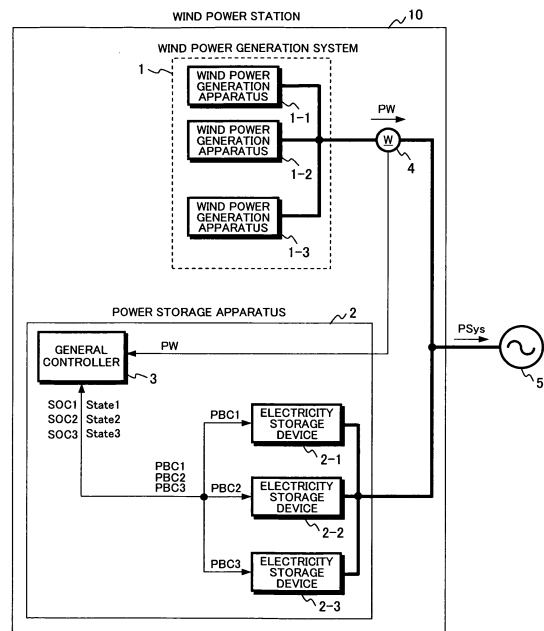 WIND POWER STATION
10
WIND POWER GENERATION SYSTEM
1
WIND POWER
GENERATION
APPARATUS
1-1
WIND POWER
GENERATION
APPARATUS
1-2
WIND POWER
GENERATION
APPARATUS
1-3
PW
W
4
POWER STORAGE APPARATUS
2
GENERAL
CONTROLLER
3
PW
PSys
5
SOC1 State1
SOC2 State2
SOC3 State3
PBC1
PBC2
PBC3
PBC1
ELECTRICITY
STORAGE
DEVICE
2-1
PBC2
ELECTRICITY
STORAGE
DEVICE
2-2
PBC3
ELECTRICITY
STORAGE
DEVICE
2-3